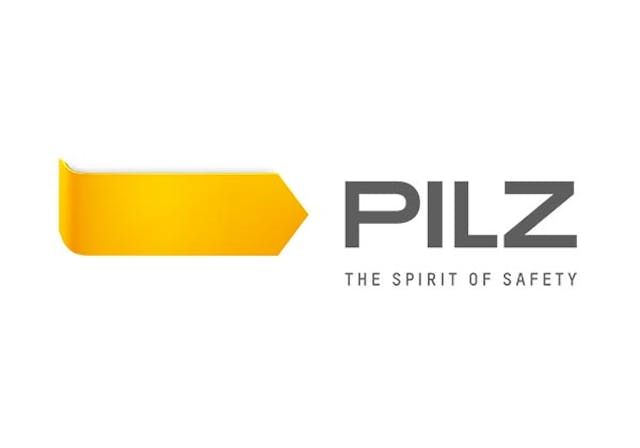 PILZ
THE SPIRIT OF SAFETY